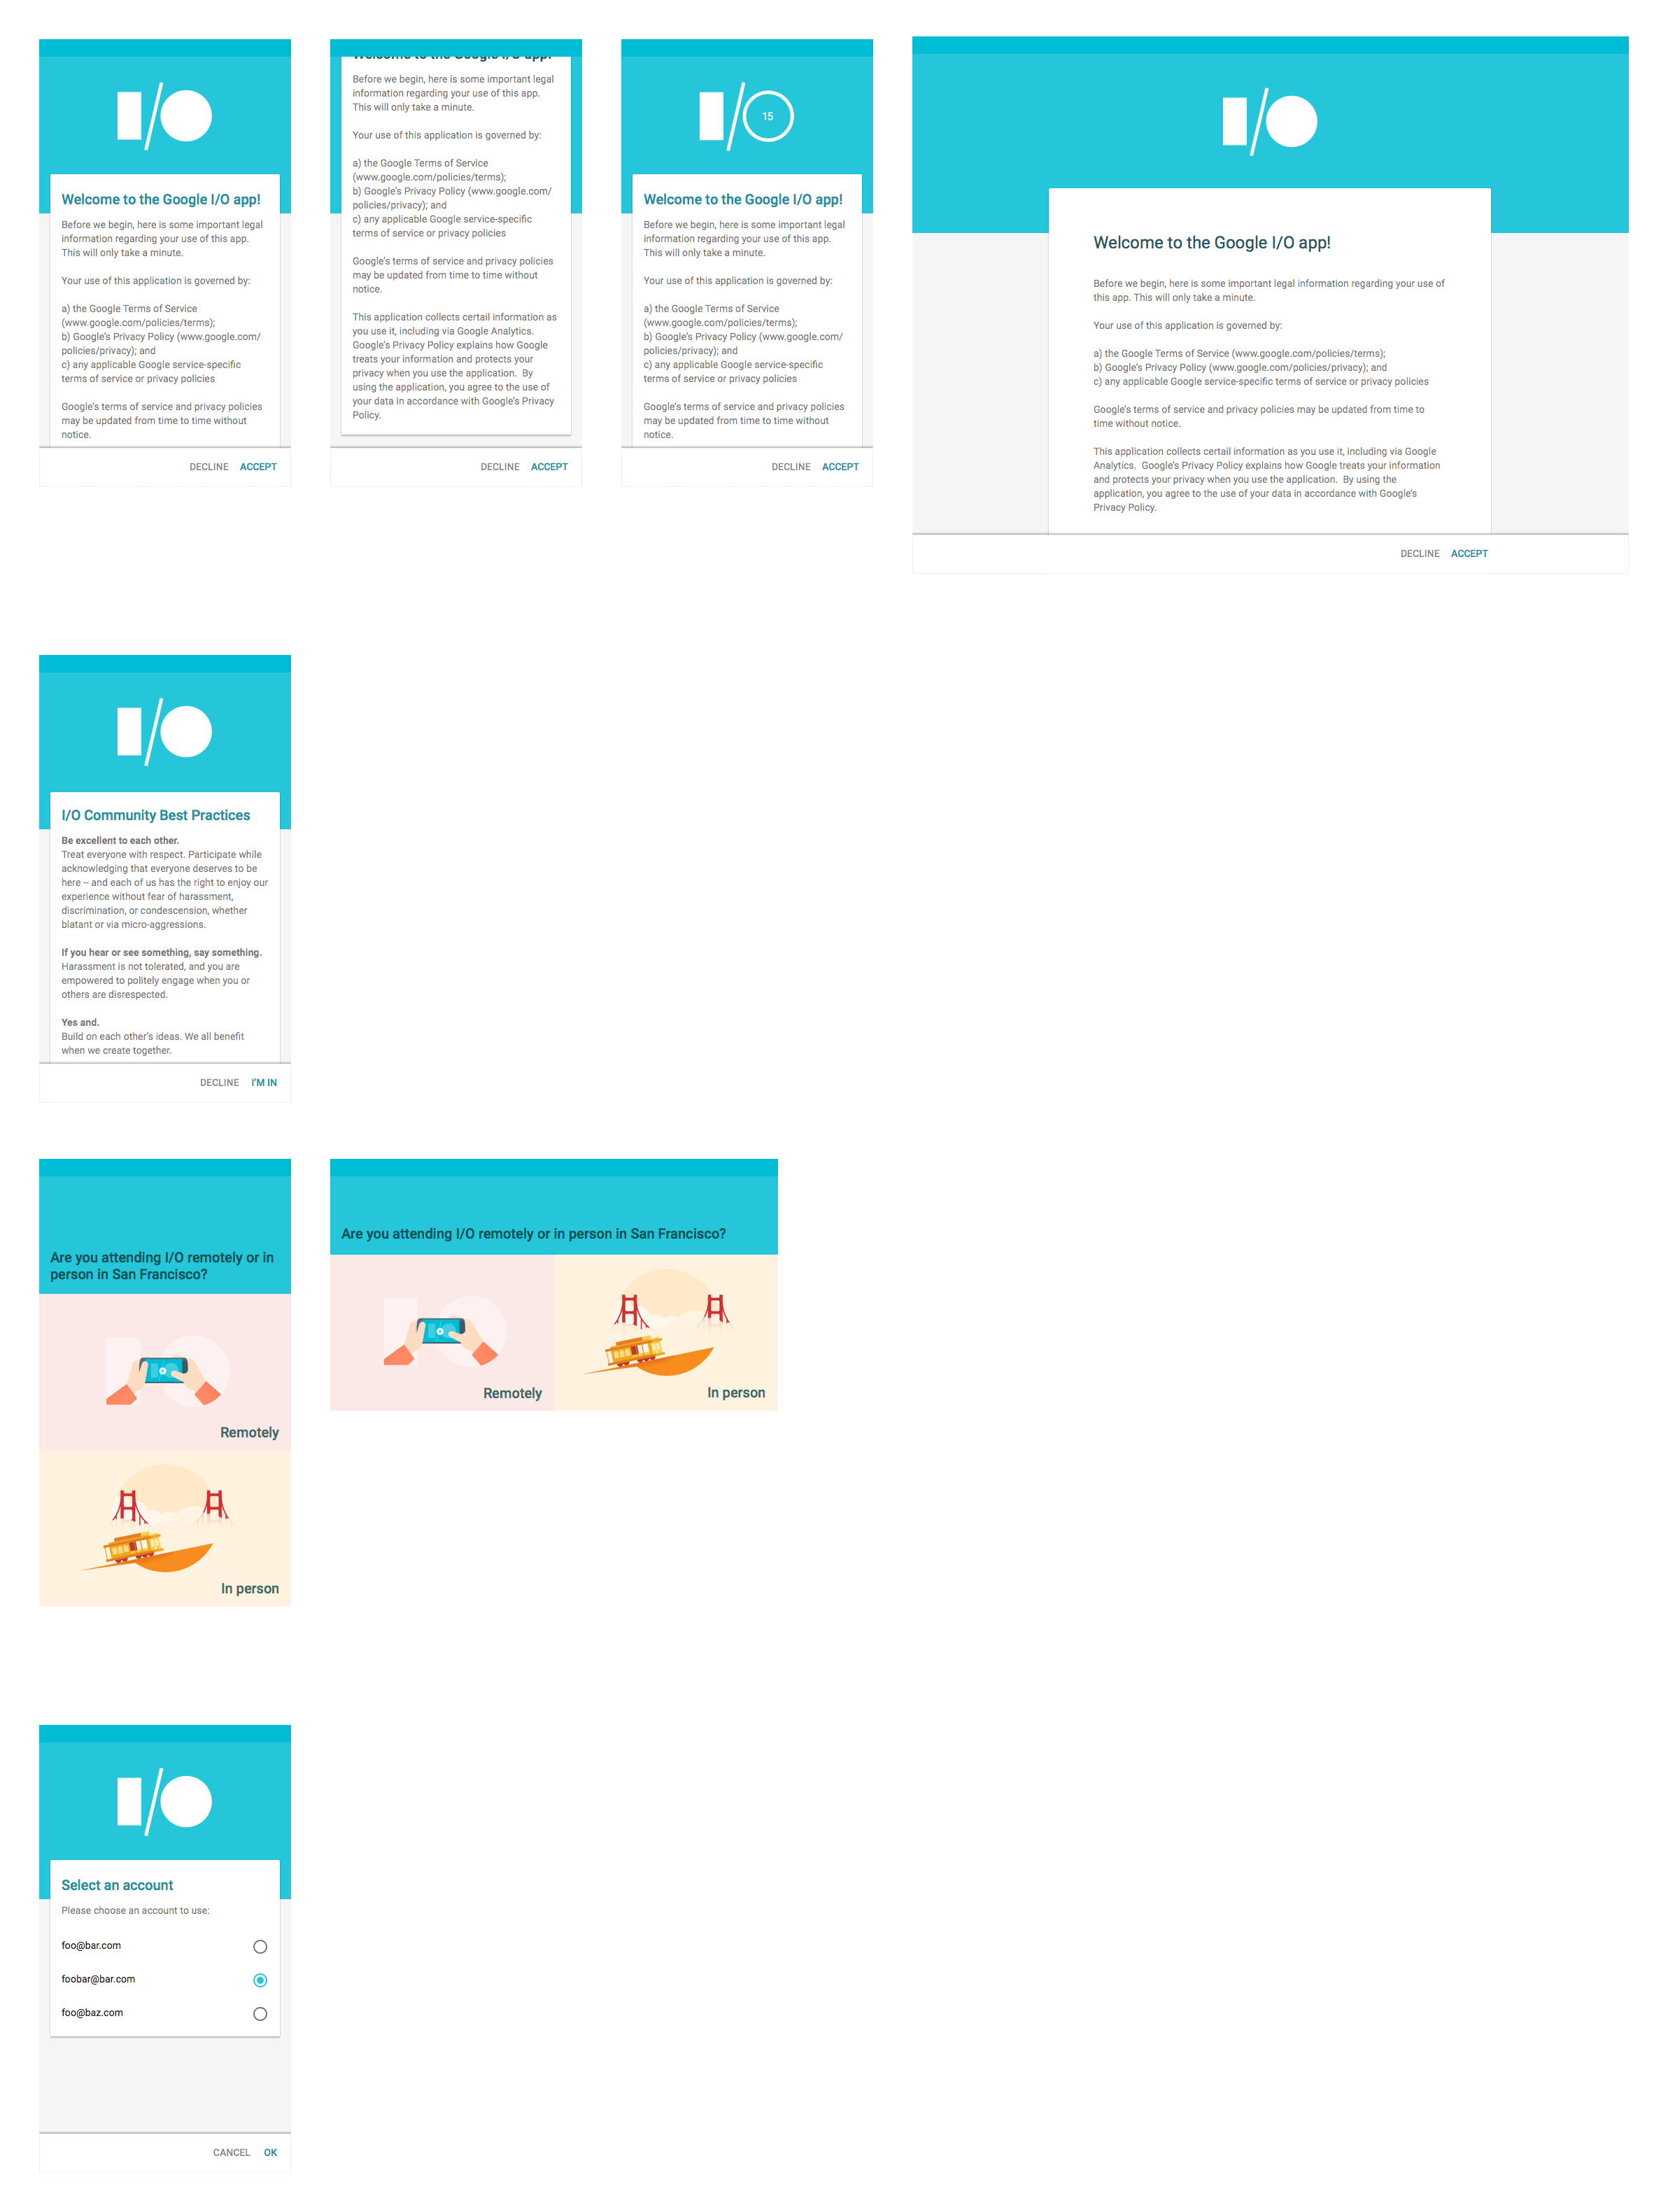 Welcome to the Google I/O app!
Before we begin, here is some important legal
information regarding your use of this app.
This will only take a minute.
Your use of this application is governed by:
a) the Google Terms of Service
(www.google.com/policies/terms);
b) Google's Privacy Policy (www.google.com/
policies/privacy); and
c) any applicable Google service-specific
terms of service or privacy policies
Google's terms of service and privacy policies
may be updated from time to time without
notice.
DECLINE ACCEPT
Welcome to the Google I/O app!
Before we begin, here is some important legal
information regarding your use of this app.
This will only take a minute.
Your use of this application is governed by:
a) the Google Terms of Service
(www.google.com/policies/terms);
b) Google's Privacy Policy (www.google.com/
policies/privacy); and
c) any applicable Google service-specific
terms of service or privacy policies
Google's terms of service and privacy policies
may be updated from time to time without
notice.
This application collects certail information as
you use it, including via Google Analytics.
Google's Privacy Policy explains how Google
treats your information and protects your
privacy when you use the application. By
using the application, you agree to the use of
your data in accordance with Google's Privacy
Policy.
DECLINE ACCEPT
15
Welcome to the Google I/O app!
Before we begin, here is some important legal
information regarding your use of this app.
This will only take a minute.
Your use of this application is governed by:
a) the Google Terms of Service
(www.google.com/policies/terms);
b) Google's Privacy Policy (www.google.com/
policies/privacy); and
c) any applicable Google service-specific
terms of service or privacy policies
Google's terms of service and privacy policies
may be updated from time to time without
notice.
DECLINE ACCEPT
Welcome to the Google I/O app!
Before we begin, here is some important legal information regarding your use of
this app. This will only take a minute.
Your use of this application is governed by:
a) the Google Terms of Service (www.google.com/policies/terms);
b) Google's Privacy Policy (www.google.com/policies/privacy); and
c) any applicable Google service-specific terms of service or privacy policies
Google's terms of service and privacy policies may be updated from time to
time without notice.
This application collects certail information as you use it, including via Google
Analytics. Google's Privacy Policy explains how Google treats your information
and protects your privacy when you use the application. By using the
application, you agree to the use of your data in accordance with Google's
Privacy Policy.
DECLINE ACCEPT
I/O Community Best Practices
Be excellent to each other.
Treat everyone with respect. Participate while
acknowledging that everyone deserves to be
here – and each of us has the right to enjoy our
experience without fear of harassment,
discrimination, or condescension, whether
blatant or via micro-aggressions.
If you hear or see something, say something.
Harassment is not tolerated, and you are
empowered to politely engage when you or
others are disrespected.
Yes and.
Build on each other's ideas. We all benefit
when we create together.
DECLINE I'M IN
Are you attending I/O remotely or in
person in San Francisco?
Remotely
In person
Are you attending I/O remotely or in person in San Francisco?
Remotely
In person
Select an account
Please choose an account to use:
foo@bar.com
foobar@bar.com
foo@baz.com
CANCEL OK